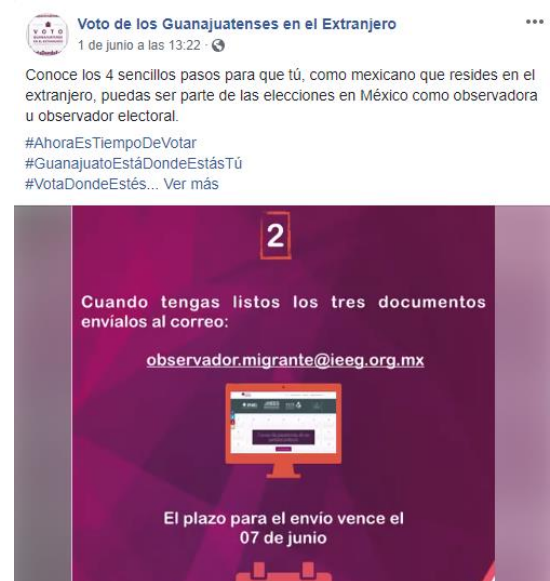 VOTO
Voto de los Guanajuatenses en el Extranjero
1 de junio a las 13:22 ·
Conoce los 4 sencillos pasos para que tú, como mexicano que resides en el
extranjero, puedas ser parte de las elecciones en México como observadora
u observador electoral.
#AhoraEsTiempoDeVotar
#GuanajuatoEstáDondeEstásTú
#VotaDondeEstés... Ver más
2
Cuando tengas listos los tres documentos
envíalos al correo:
observador.migrante@ieeg.org.mx
El plazo para el envío vence el
07 de junio